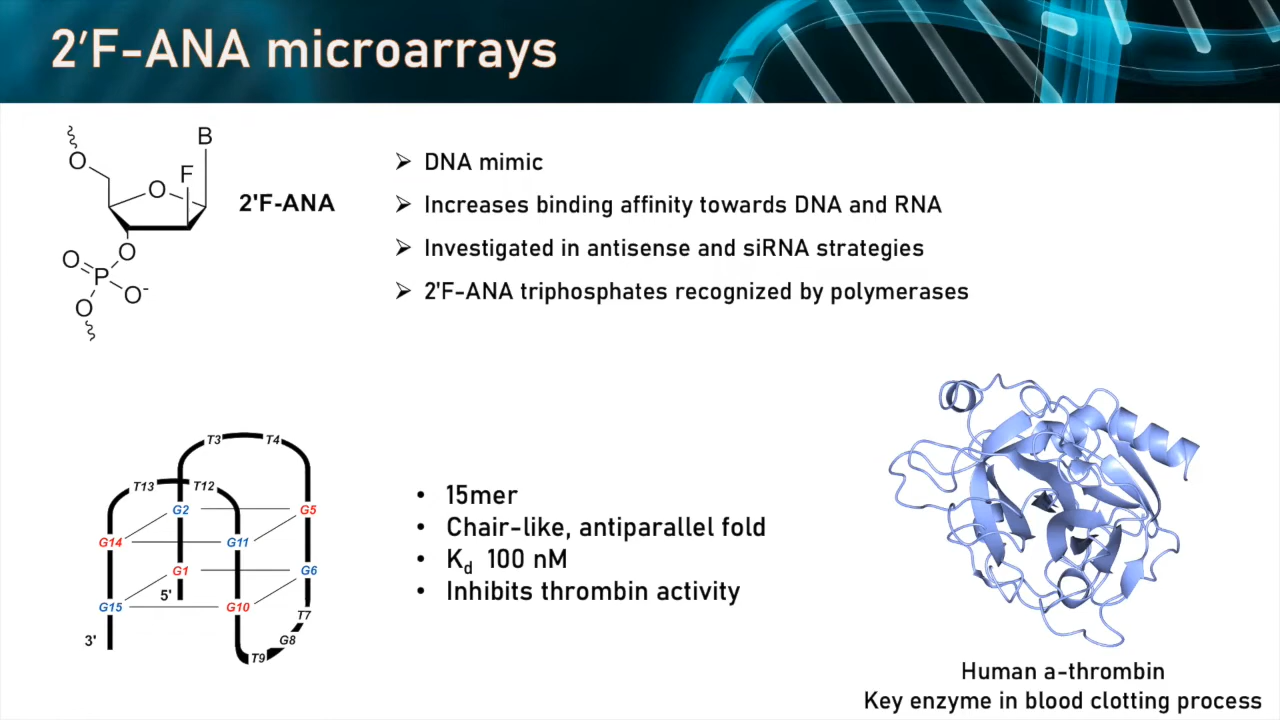 2′F-ANA microarrays
B
O
F
O
2'F-ANA
O
O
P
O-
O
➢ DNA mimic
➢ Increases binding affinity towards DNA and RNA
➢ Investigated in antisense and siRNA strategies
➢ 2'F-ANA triphosphates recognized by polymerases
T3 T4
T13 T12
G2 G5
G14 G11
G1 G6
5'
G15 G10
T7
3' G8
T9
• 15mer
• Chair-like, antiparallel fold
• Kd 100 nM
• Inhibits thrombin activity
Human a-thrombin
Key enzyme in blood clotting process